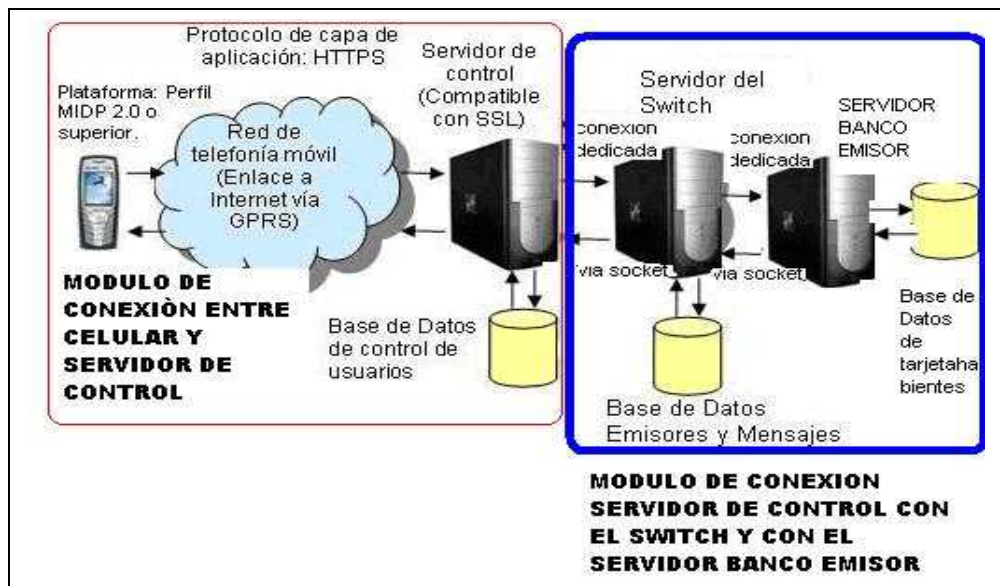 Protocolo de capa de
aplicación: HTTPS
Plataforma: Perfil
MIDP 2.0 o
superior.
Red de
telefonía móvil
(Enlace a
Internet vía
GPRS)
Servidor de
control
(Compatible
con SSL)
MODULO DE
CONEXIÒN ENTRE
CELULAR Y
SERVIDOR DE
CONTROL
Base de Datos
de control de
usuarios
Servidor del
Switch
conexion
dedicada
conexion
dedicada
SERVIDOR
BANCO
EMISOR
via socket
via socket
Base de
Datos
de
tarjetaha
bientes
Base de Datos
Emisores y Mensajes
MODULO DE CONEXION
SERVIDOR DE CONTROL CON
EL SWITCH Y CON EL
SERVIDOR BANCO EMISOR